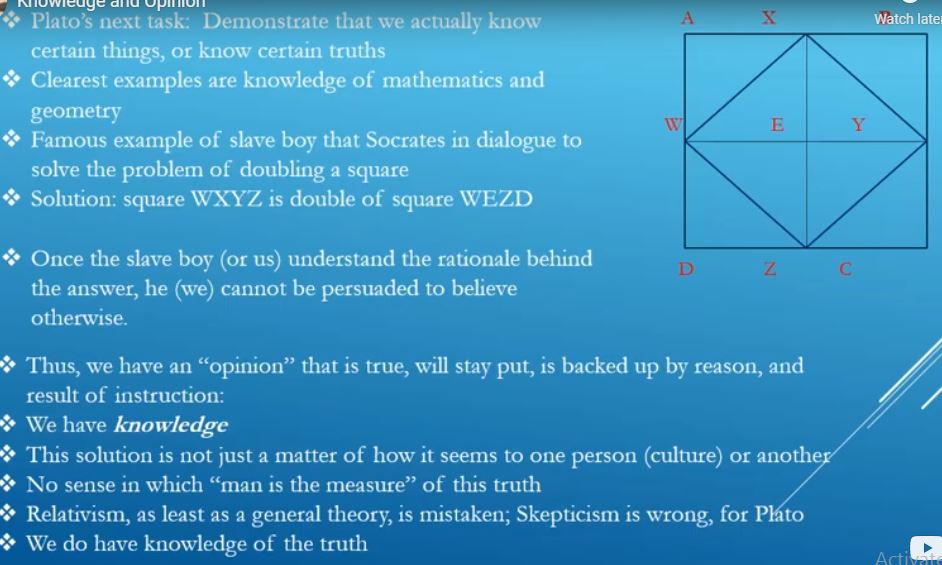 Knowledge and Opinion
❖ Plato's next task: Demonstrate that we actually know
certain things, or know certain truths
❖ Clearest examples are knowledge of mathematics and
geometry
❖ Famous example of slave boy that Socrates in dialogue to
solve the problem of doubling a square
❖ Solution: square WXYZ is double of square WEZD
❖ Once the slave boy (or us) understand the rationale behind
the answer, he (we) cannot be persuaded to believe
otherwise.
❖ Thus, we have an “opinion” that is true, will stay put, is backed up by reason, and
result of instruction:
❖ We have knowledge
❖ This solution is not just a matter of how it seems to one person (culture) or another
❖ No sense in which “man is the measure” of this truth
❖ Relativism, as least as a general theory, is mistaken; Skepticism is wrong, for Plato
❖ We do have knowledge of the truth
A X
Watch later
W E Y
D Z C